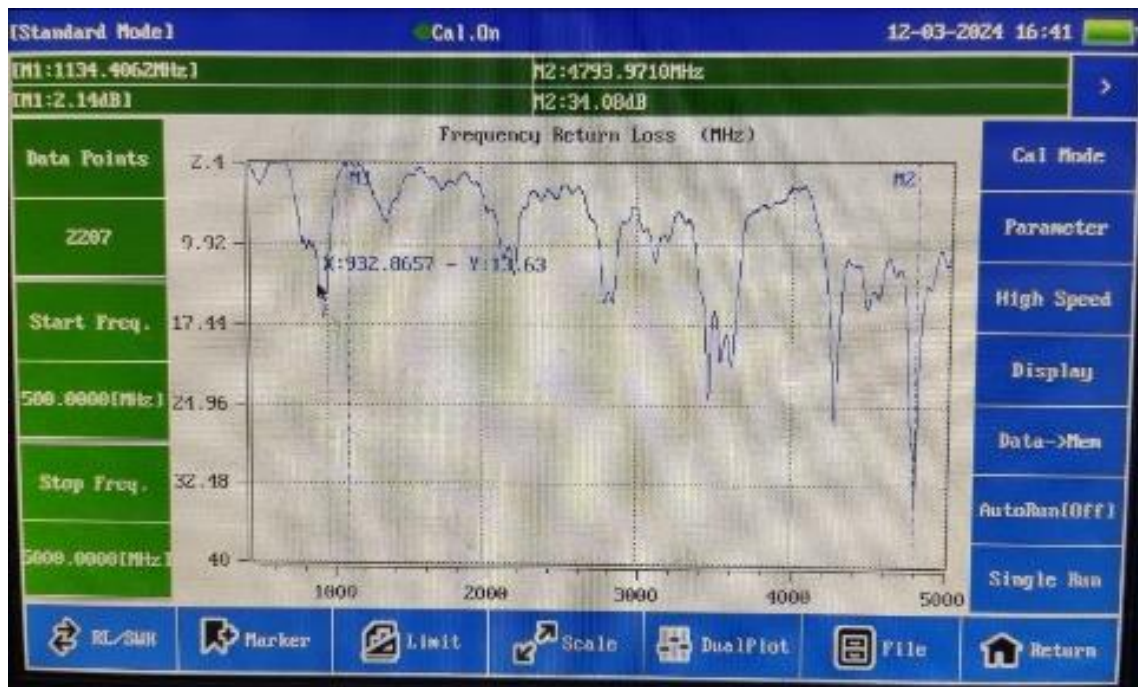 [Standard Mode]
Cal.On
12-03-2024 16:41
[M1:1134.4062MHz]
M2:4793.9710MHz
[M1:2.14dB]
M2:34.08dB
>
Frequency Return Loss (MHz)
Data Points
2207
Start Freq.
500.0000[MHz]
Stop Freq.
5000.0000[MHz]
2.4
9.92
17.44
24.96
32.48
40
M1
M2
X:932.8657 - Y:13.63
1000
2000
3000
4000
5000
Cal Mode
Parameter
High Speed
Display
Data->Mem
AutoRun[Off]
Single Run
RL/SWR
Marker
Limit
Scale
DualPlot
File
Return